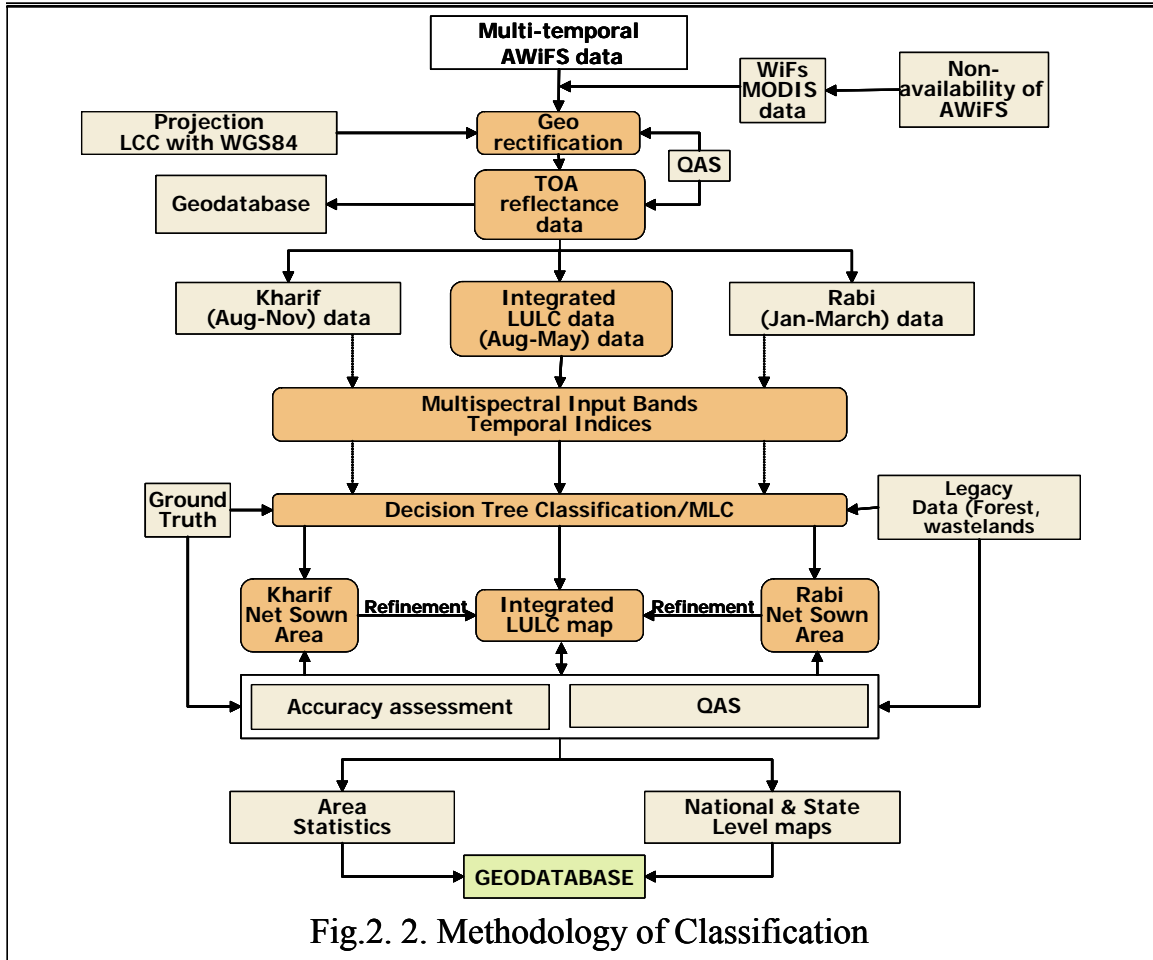 Multi-temporal
AWiFS data
WiFs
MODIS
data
Non-
availability of
AWiFS
Projection
LCC with WGS84
Geo
rectification
QAS
Geodatabase
TOA
reflectance
data
Kharif
(Aug-Nov) data
Integrated
LULC data
(Aug-May) data
Rabi
(Jan-March) data
Multispectral Input Bands
Temporal Indices
Ground
Truth
Decision Tree Classification/MLC
Legacy
Data (Forest,
wastelands
Kharif
Net Sown
Area
Refinement
Integrated
LULC map
Refinement
Rabi
Net Sown
Area
Accuracy assessment
QAS
Area
Statistics
National & State
Level maps
GEODATABASE
Fig.2. 2. Methodology of Classification